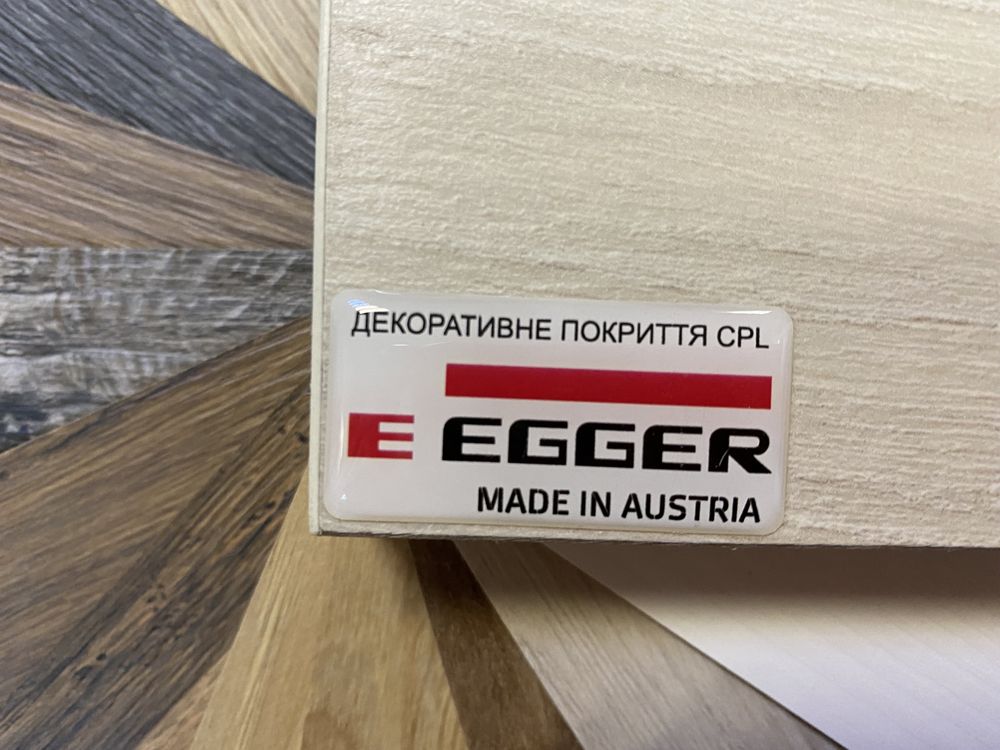 ДЕКОРАТИВНЕ ПОКРИТТЯ CPL
E EGGER
MADE IN AUSTRIA